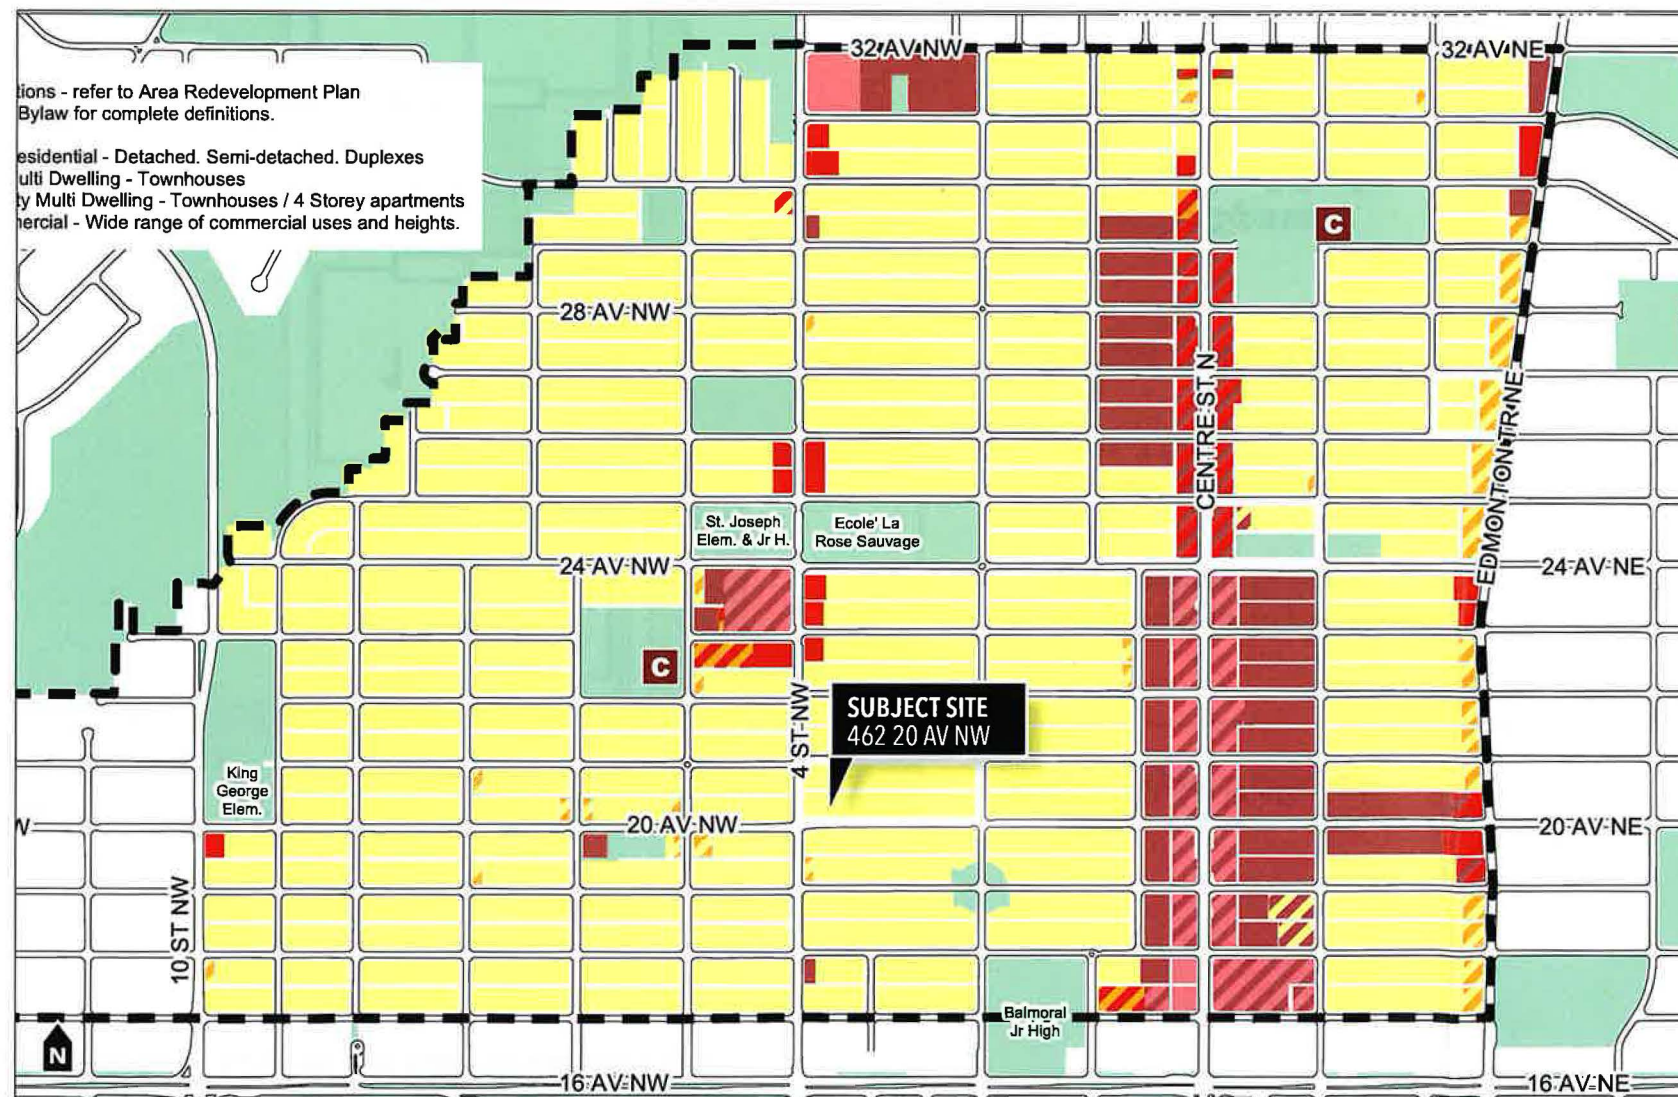 32 AV NW
32 AV NE
tions - refer to Area Redevelopment Plan
Bylaw for complete definitions.
esidential - Detached. Semi-detached. Duplexes
ulti Dwelling - Townhouses
ty Multi Dwelling - Townhouses / 4 Storey apartments
ercial - Wide range of commercial uses and heights.
C
28 AV NW
CENTRE ST N
EDMONTON TR NE
St. Joseph
Elem. & Jr H.
Ecole' La
Rose Sauvage
24 AV NW
24 AV NE
C
4 ST NW
SUBJECT SITE
462 20 AV NW
King
George
Elem.
W
20 AV NW
20 AV NE
10 ST NW
Balmoral
Jr High
N
16 AV NW
16 AV NE